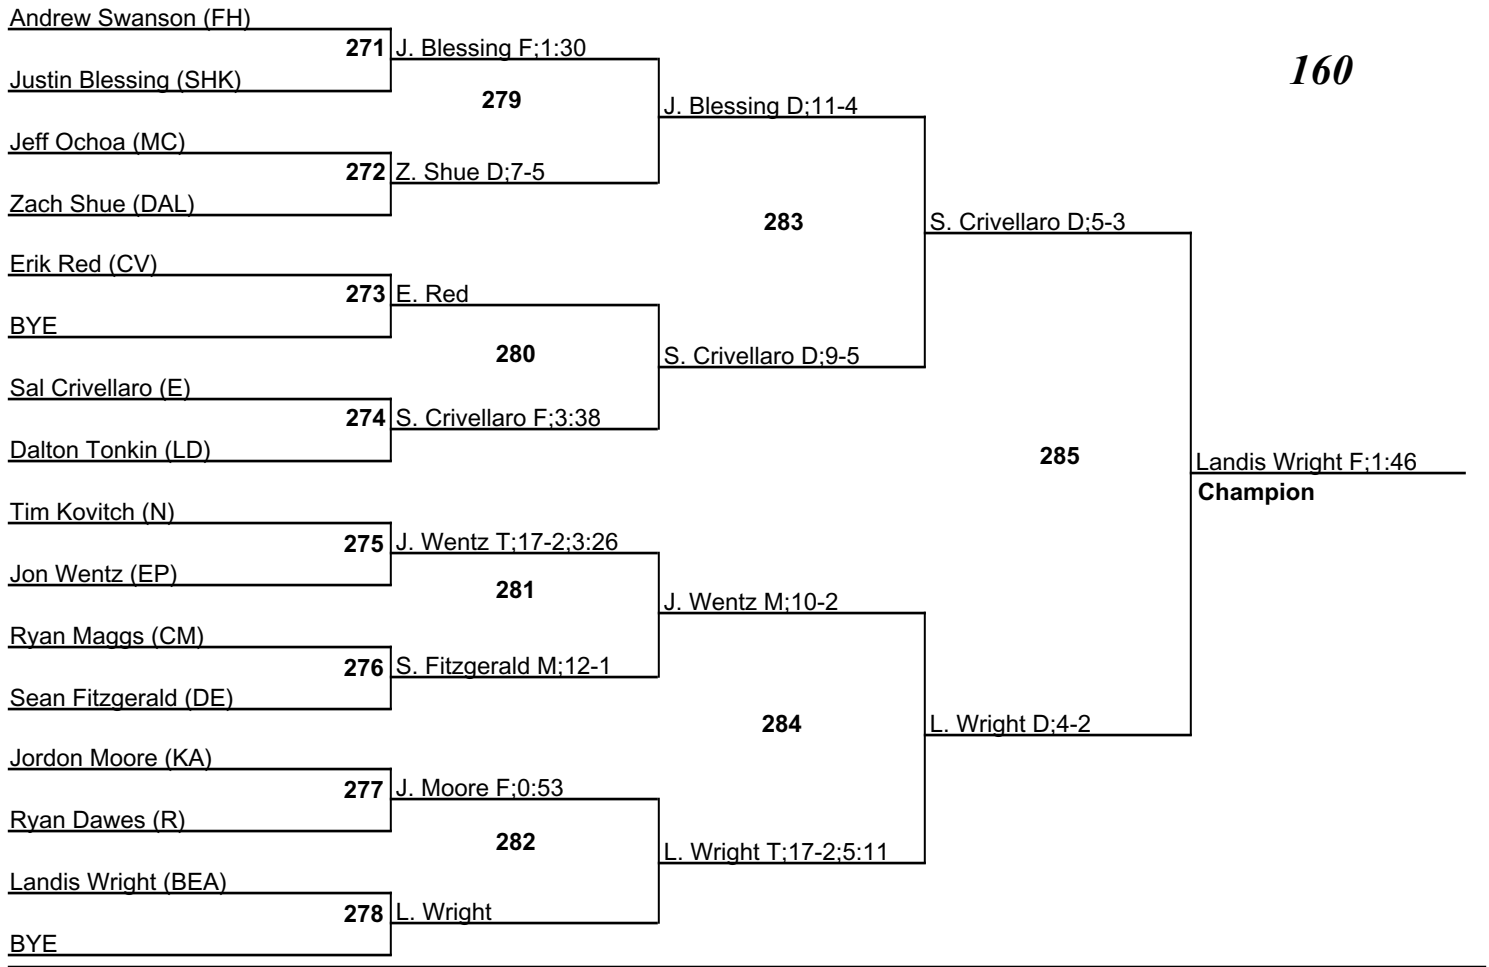 Andrew Swanson (FH)
271 J. Blessing F;1:30
160
Justin Blessing (SHK)
279
J. Blessing D;11-4
Jeff Ochoa (MC)
272 Z. Shue D;7-5
Zach Shue (DAL)
283
S. Crivellaro D;5-3
Erik Red (CV)
273 E. Red
BYE
280
S. Crivellaro D;9-5
Sal Crivellaro (E)
274 S. Crivellaro F;3:38
Dalton Tonkin (LD)
285
Landis Wright F;1:46
Champion
Tim Kovitch (N)
275 J. Wentz T;17-2;3:26
Jon Wentz (EP)
281
J. Wentz M;10-2
Ryan Maggs (CM)
276 S. Fitzgerald M;12-1
Sean Fitzgerald (DE)
284
L. Wright D;4-2
Jordon Moore (KA)
277 J. Moore F;0:53
Ryan Dawes (R)
282
L. Wright T;17-2;5:11
Landis Wright (BEA)
278 L. Wright
BYE